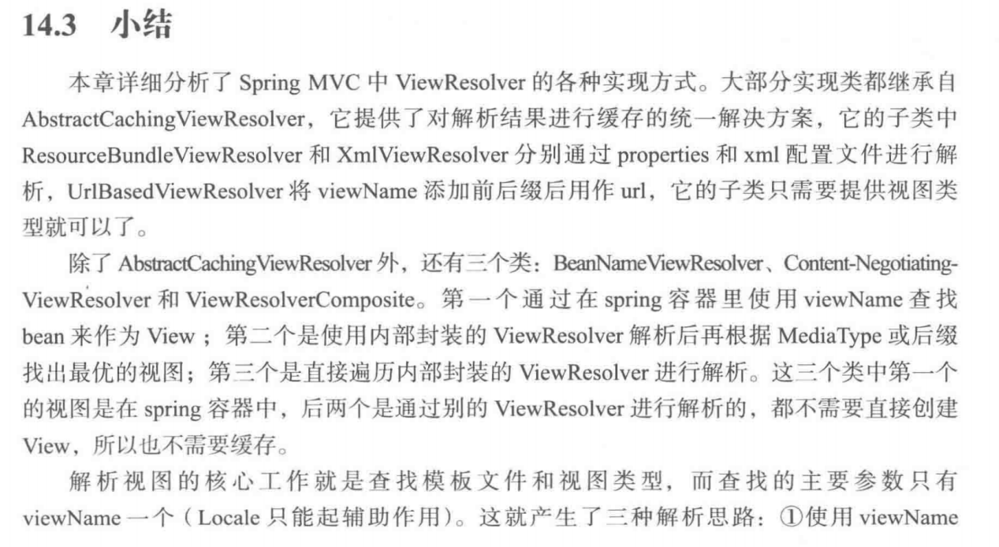 14.3 小结
本章详细分析了 Spring MVC 中 ViewResolver 的各种实现方式。大部分实现类都继承自
AbstractCachingViewResolver，它提供了对解析结果进行缓存的统一解决方案，它的子类中
ResourceBundleViewResolver 和 XmlViewResolver 分别通过 properties 和 xml 配置文件进行解
析，UrlBasedViewResolver 将 viewName 添加前后缀后用作 url，它的子类只需要提供视图类
型就可以了。
除了 AbstractCachingViewResolver 外，还有三个类：BeanNameViewResolver、Content-Negotiating-
ViewResolver 和 ViewResolverComposite。第一个通过在 spring 容器里使用 viewName 查找
bean 来作为 View；第二个是使用内部封装的 ViewResolver 解析后再根据 MediaType 或后缀
找出最优的视图；第三个是直接遍历内部封装的 ViewResolver 进行解析。这三个类中第一个
的视图是在 spring 容器中，后两个是通过别的 ViewResolver 进行解析的，都不需要直接创建
View，所以也不需要缓存。
解析视图的核心工作就是查找模板文件和视图类型，而查找的主要参数只有
viewName 一个（Locale 只能起辅助作用）。这就产生了三种解析思路：①使用 viewName